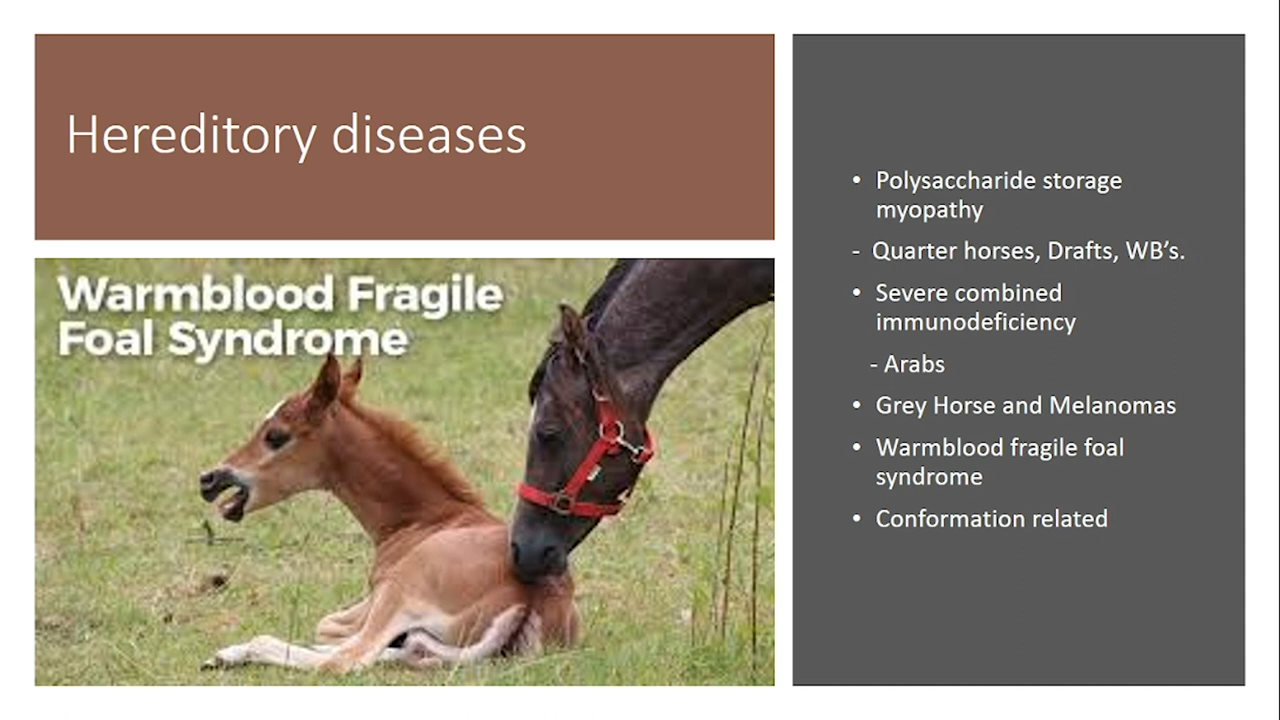 Hereditory diseases
Warmblood Fragile
Foal Syndrome
• Polysaccharide storage
myopathy
- Quarter horses, Drafts, WB’s.
• Severe combined
immunodeficiency
- Arabs
• Grey Horse and Melanomas
• Warmblood fragile foal
syndrome
• Conformation related